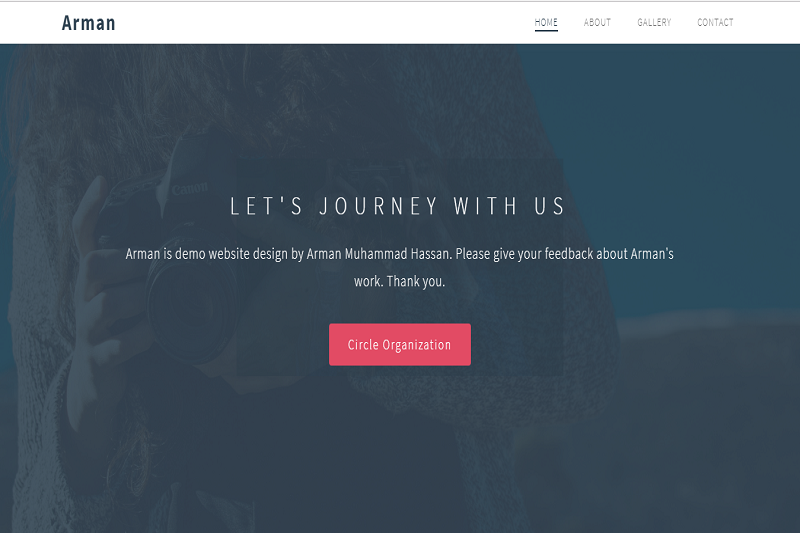 Arman
HOME ABOUT GALLERY CONTACT
Canon
LET'S JOURNEY WITH US
Arman is demo website design by Arman Muhammad Hassan. Please give your feedback about Arman's
work. Thank you.
Circle Organization